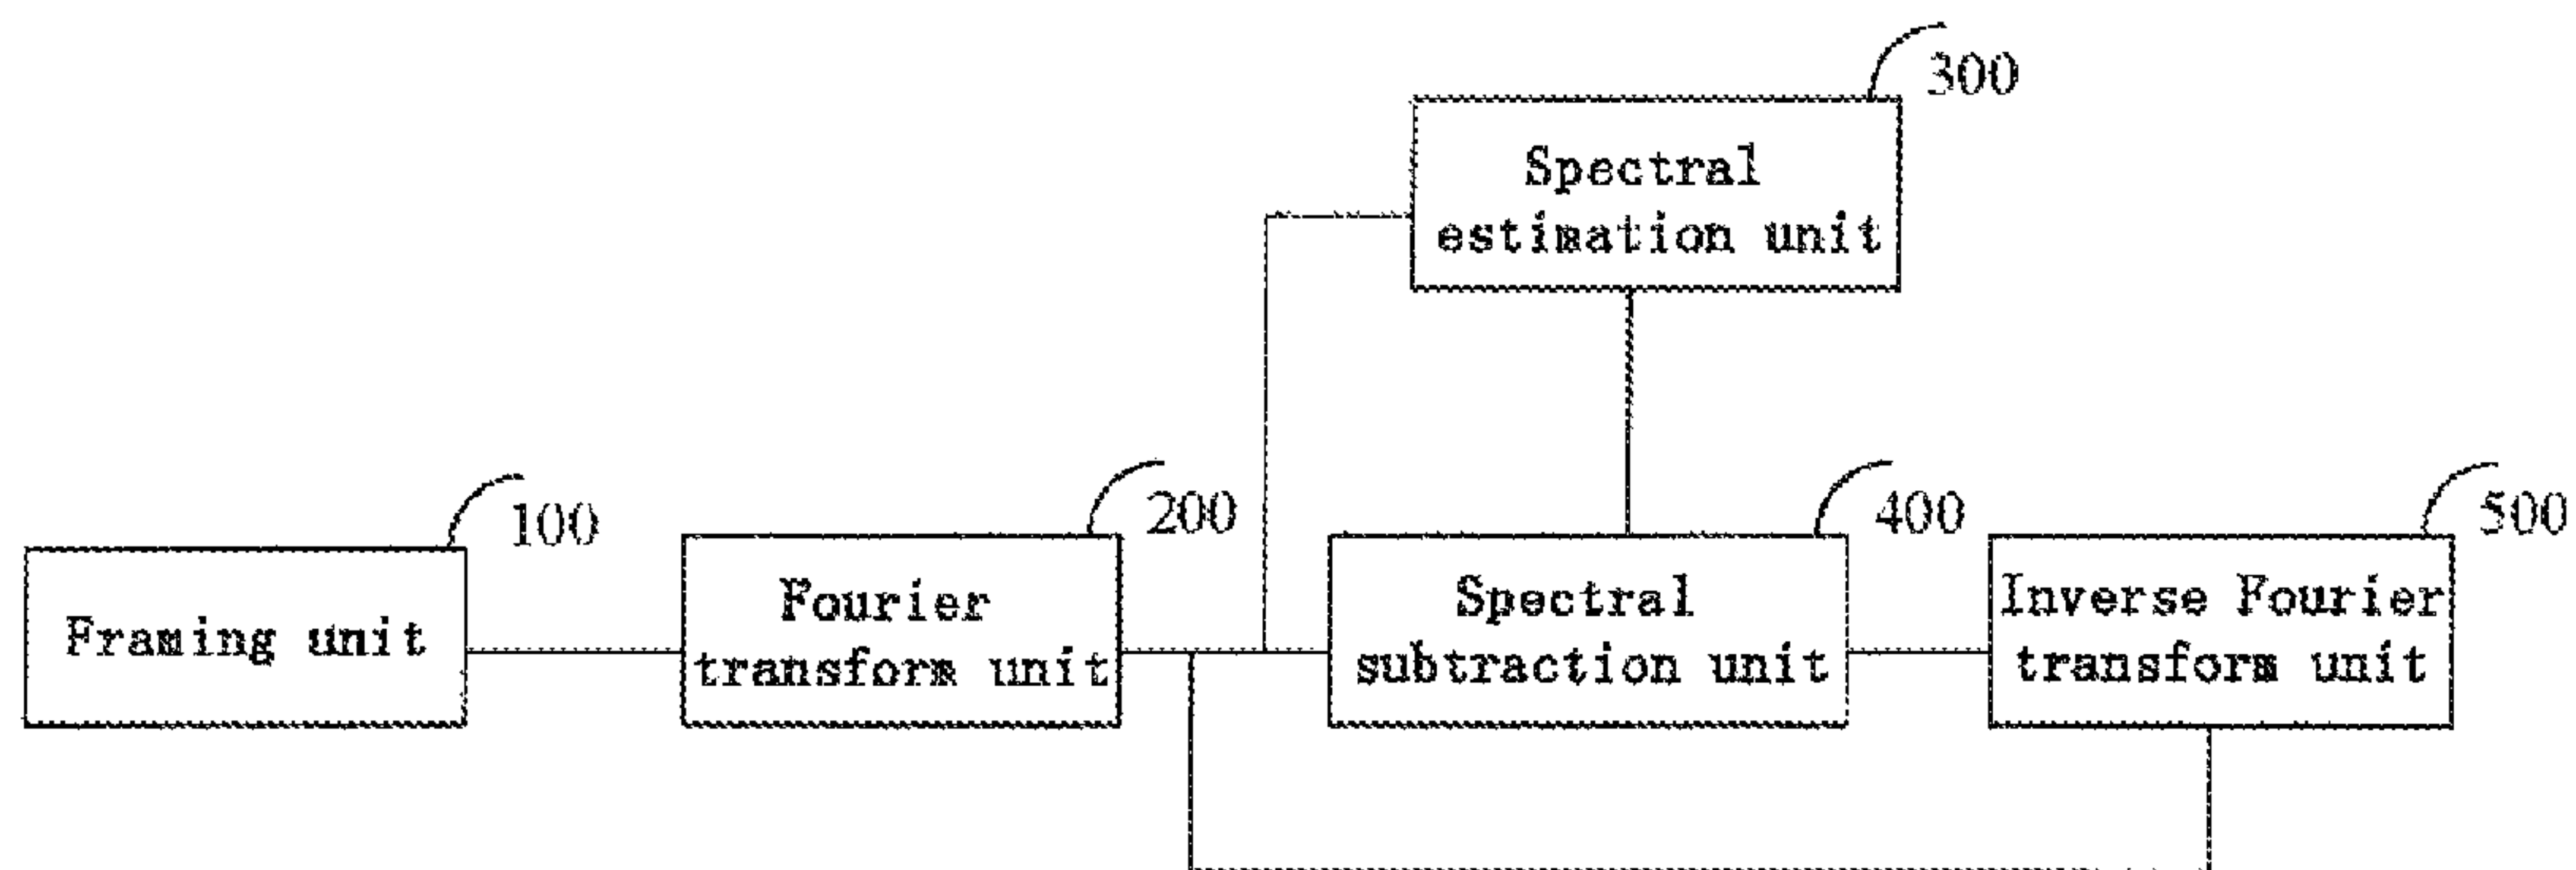 300
Spectral
estimation unit
100
Framing unit
200
Fourier
transform unit
400
Spectral
subtraction unit
500
Inverse Fourier
transform unit